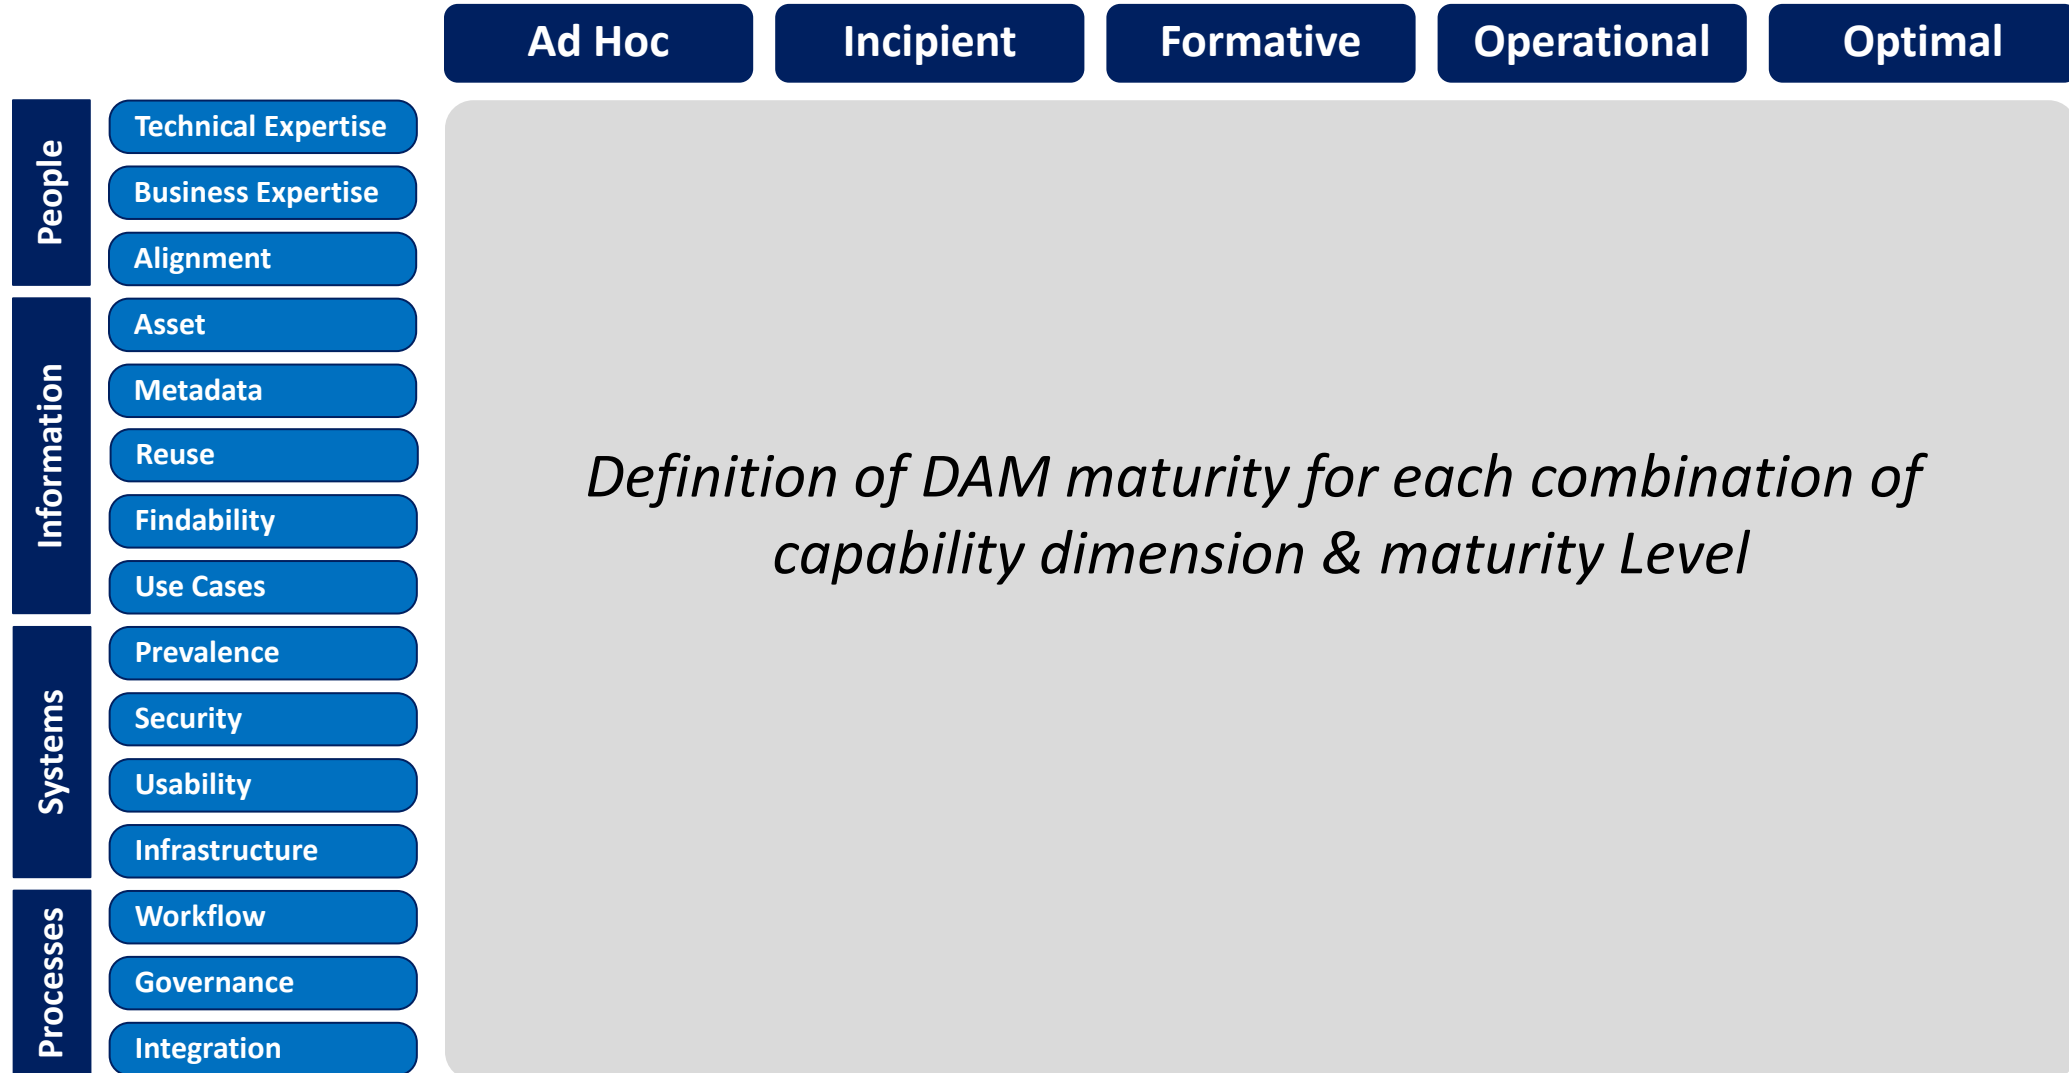 Ad Hoc
Incipient
Formative
Operational
Optimal
People
Technical Expertise
Business Expertise
Alignment
Information
Asset
Metadata
Reuse
Findability
Use Cases
Systems
Prevalence
Security
Usability
Infrastructure
Processes
Workflow
Governance
Integration
Definition of DAM maturity for each combination of
capability dimension & maturity Level